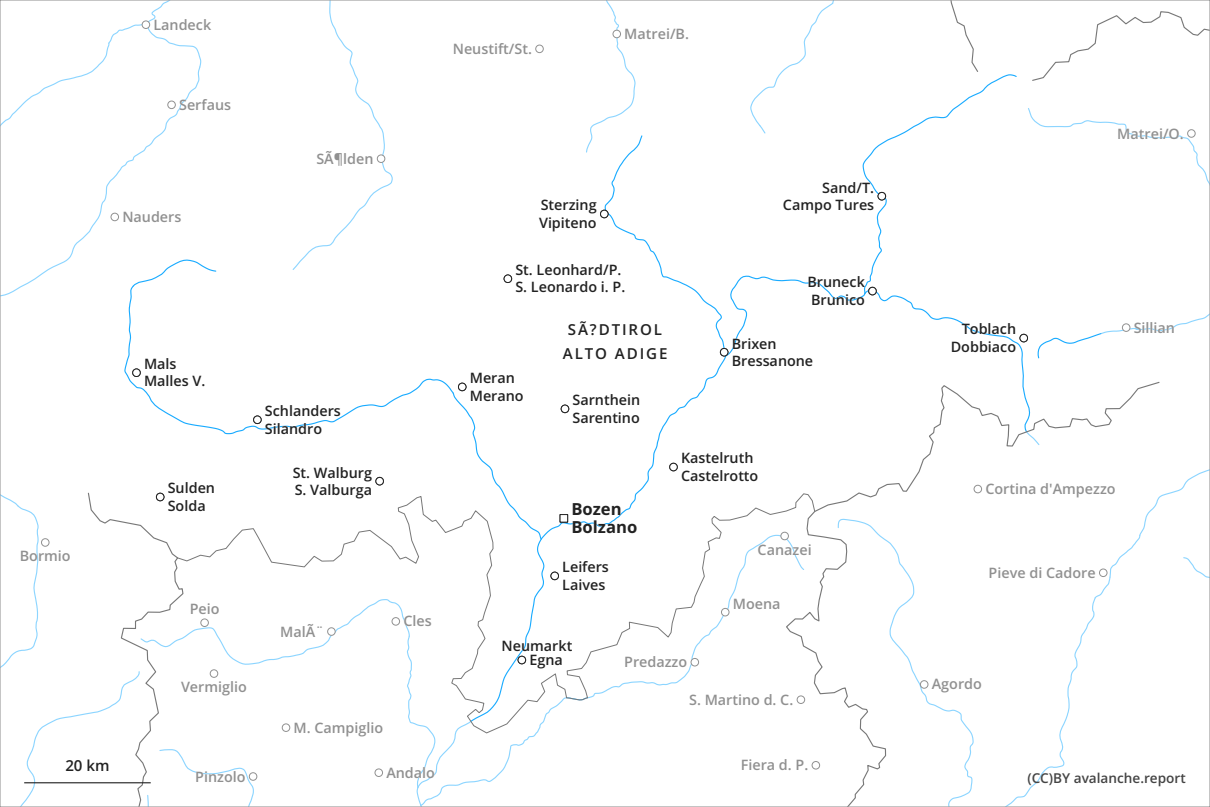 Landeck
Neustift/St.
Matrei/B.
Serfaus
Matrei/O.
SÃ¶lden
Sand/T.
Campo Tures
Sterzing
Vipiteno
Nauders
St. Leonhard/P.
S. Leonardo i. P.
Bruneck
Brunico
SÃ?DTIROL
ALTO ADIGE
Toblach
Dobbiaco
Sillian
Brixen
Bressanone
Mals
Malles V.
Meran
Merano
Schlanders
Silandro
Sarnthein
Sarentino
Kastelruth
Castelrotto
St. Walburg
S. Valburga
Sulden
Solda
Cortina d'Ampezzo
Bozen
Bolzano
Bormio
Canazei
Leifers
Laives
Pieve di Cadore
Peio
MalÃ¨
Cles
Moena
Neumarkt
Egna
Predazzo
Vermiglio
Agordo
S. Martino d. C.
M. Campiglio
20 km
Pinzolo
Andalo
Fiera d. P.
(CC)BY avalanche.report